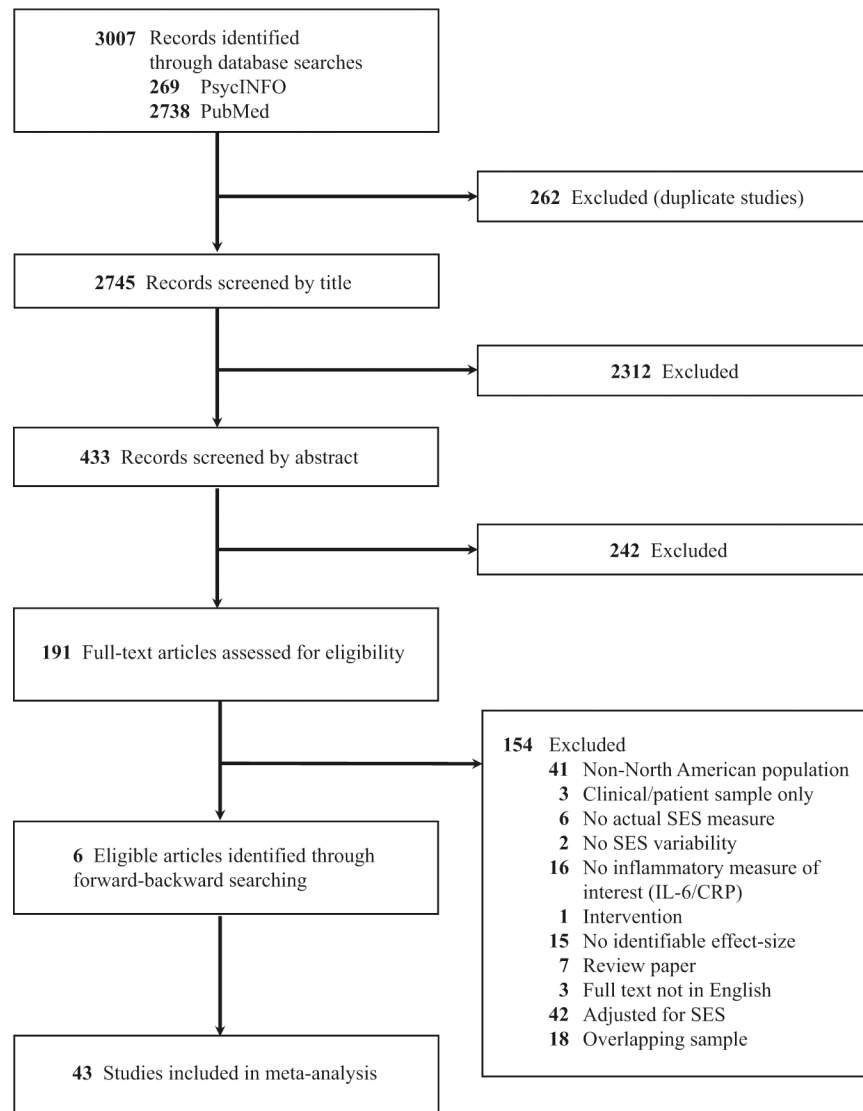 3007 Records identified
through database searches
269 PsycINFO
2738 PubMed
262 Excluded (duplicate studies)
2745 Records screened by title
2312 Excluded
433 Records screened by abstract
242 Excluded
191 Full-text articles assessed for eligibility
154 Excluded
41 Non-North American population
3 Clinical/patient sample only
6 No actual SES measure
2 No SES variability
16 No inflammatory measure of
interest (IL-6/CRP)
1 Intervention
15 No identifiable effect-size
7 Review paper
3 Full text not in English
42 Adjusted for SES
18 Overlapping sample
6 Eligible articles identified through
forward-backward searching
43 Studies included in meta-analysis